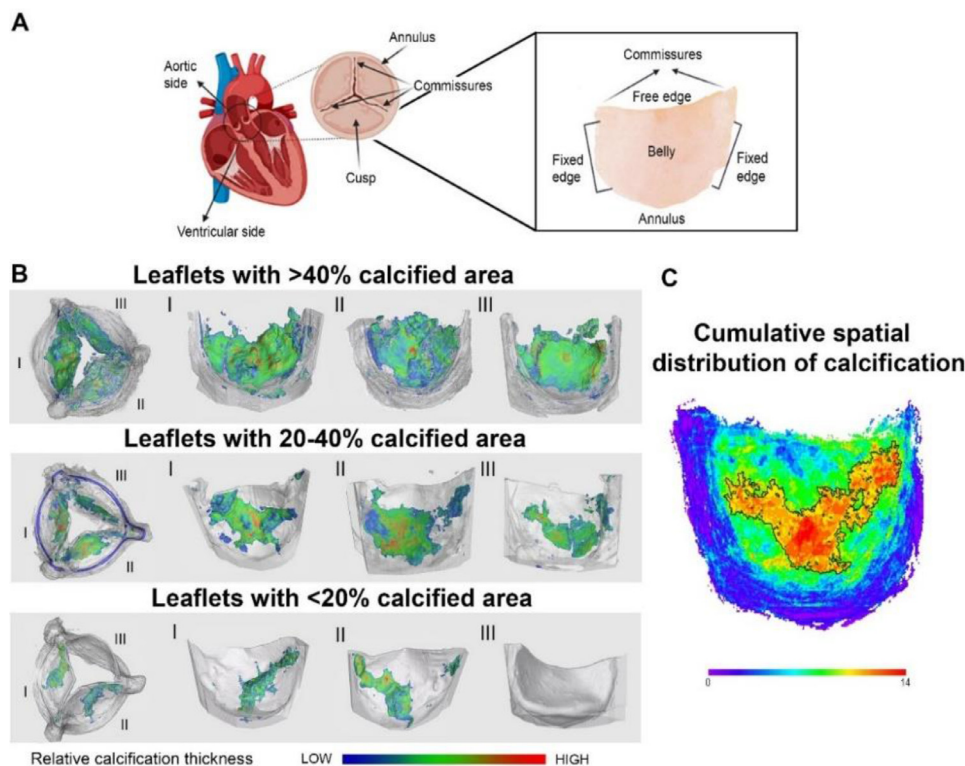 A
Aortic
side
Annulus
Commissures
Cusp
Ventricular side
Commissures
Free edge
Fixed
edge
Belly
Fixed
edge
Annulus
B
Leaflets with >40% calcified area
III
I
II
I
II
III
Leaflets with 20-40% calcified area
III
I
II
I
II
III
Leaflets with <20% calcified area
III
I
II
I
II
III
Relative calcification thickness
LOW
HIGH
C
Cumulative spatial
distribution of calcification
0
14